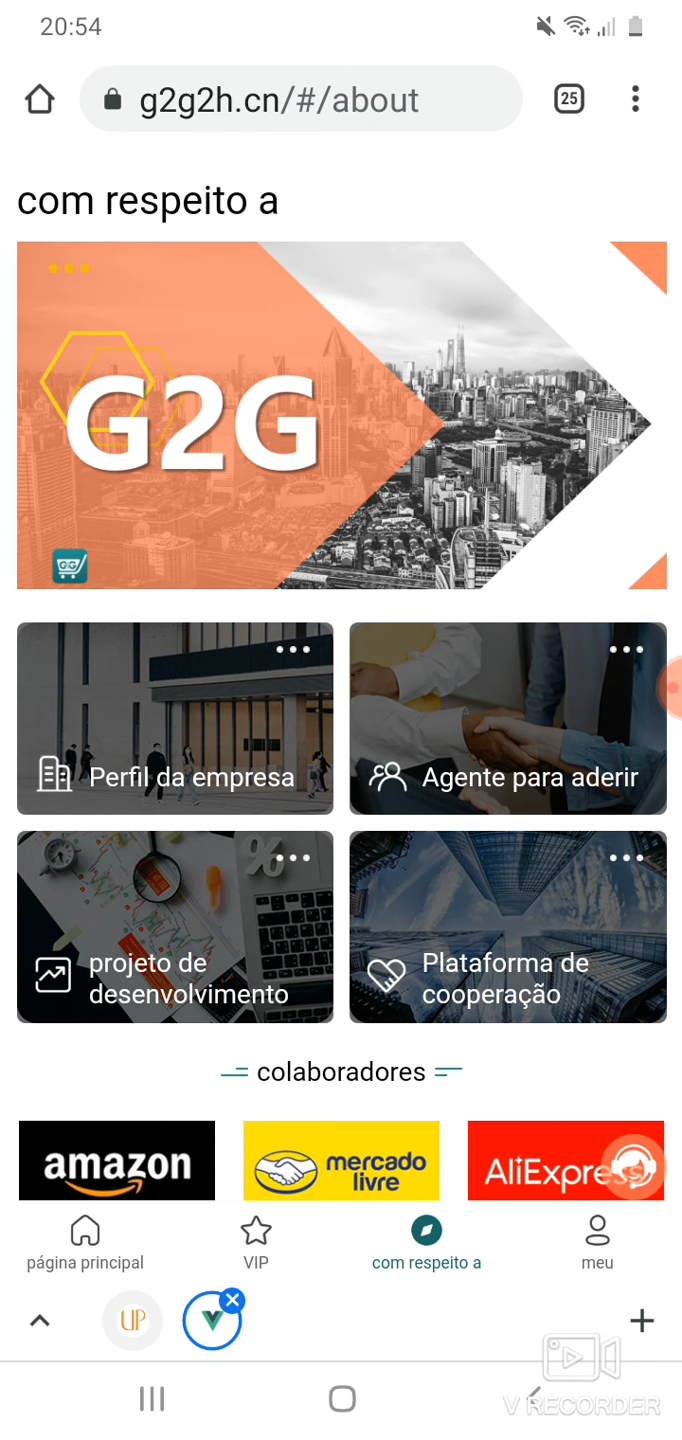 20:54
g2g2h.cn/#/about
25
com respeito a
G2G
Perfil da empresa
Agente para aderir
%
projeto de
desenvolvimento
Plataforma de
cooperação
colaboradores
amazon
mercado
livre
AliExpress
página principal
VIP
com respeito a
meu
UP
V RECORDER